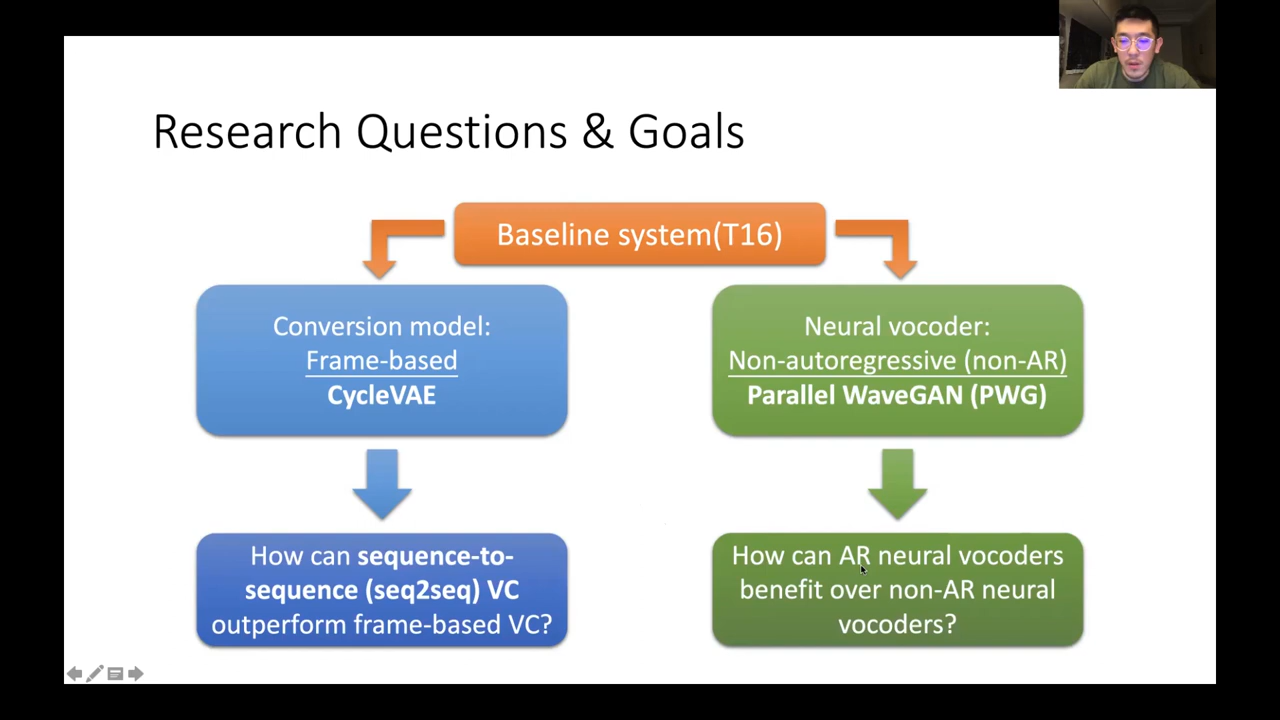 Research Questions & Goals
Baseline system(T16)
Conversion model:
Frame-based
CycleVAE
Neural vocoder:
Non-autoregressive (non-AR)
Parallel WaveGAN (PWG)
How can sequence-to-
sequence (seq2seq) VC
outperform frame-based VC?
How can AR neural vocoders
benefit over non-AR neural
vocoders?